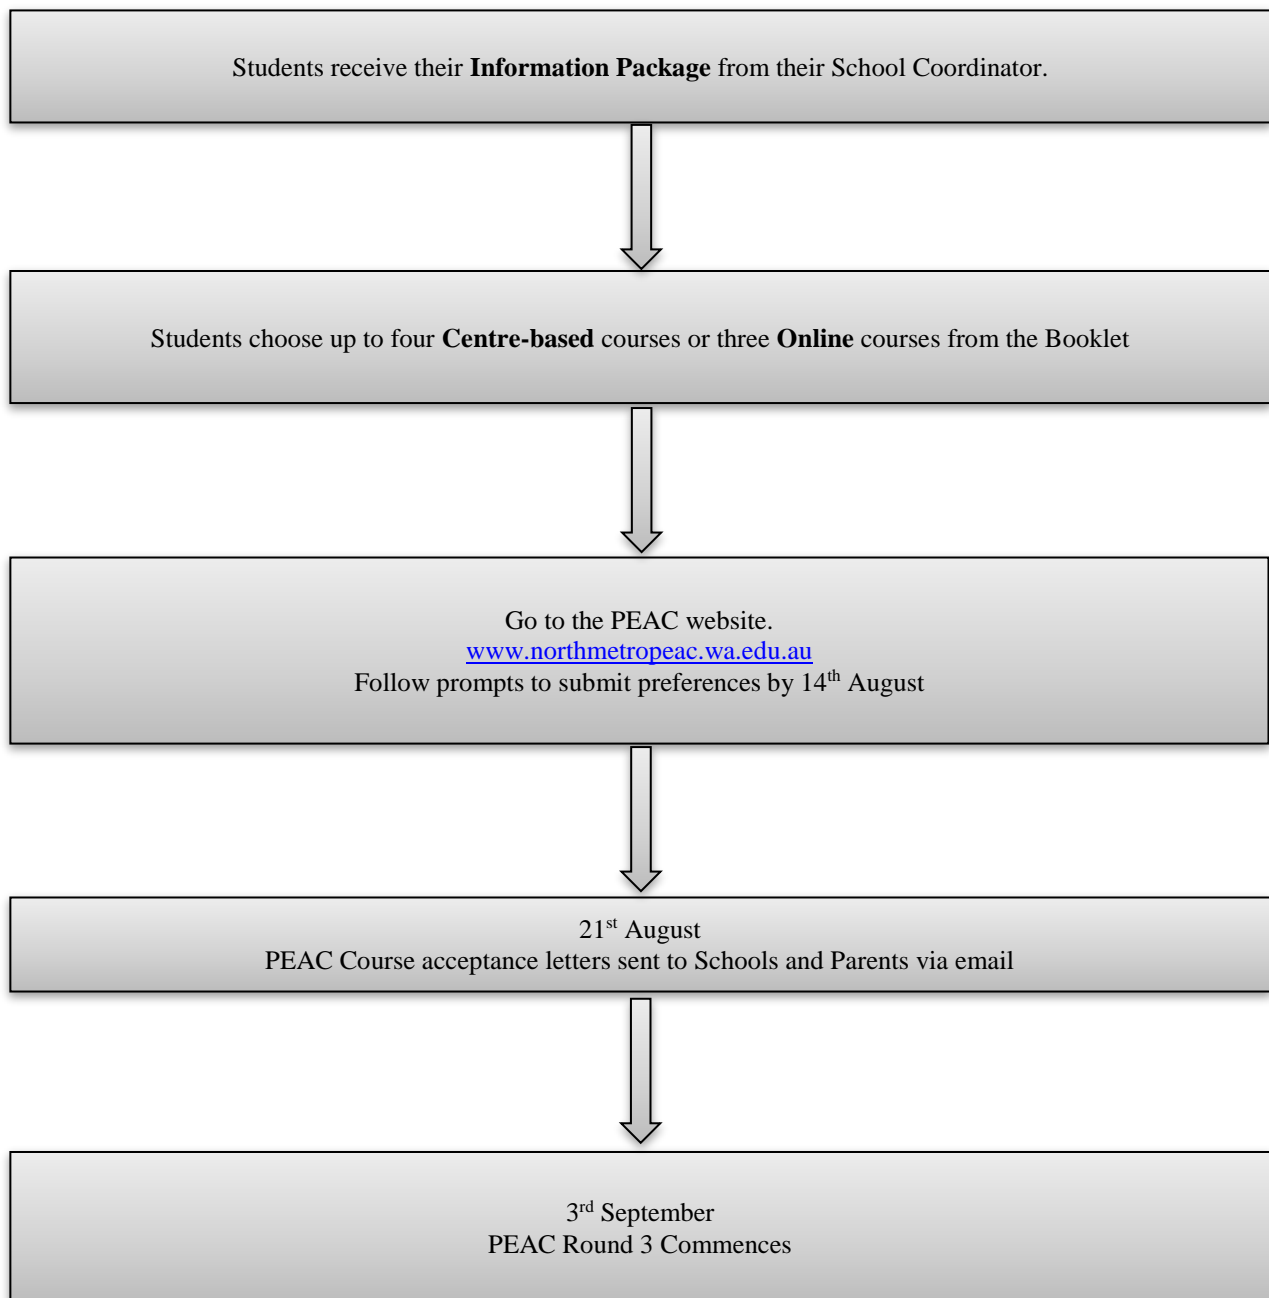 Students receive their Information Package from their School Coordinator.
Students choose up to four Centre-based courses or three Online courses from the Booklet
Go to the PEAC website.
www.northmetropeac.wa.edu.au
Follow prompts to submit preferences by 14th August
21st August
PEAC Course acceptance letters sent to Schools and Parents via email
3rd September
PEAC Round 3 Commences